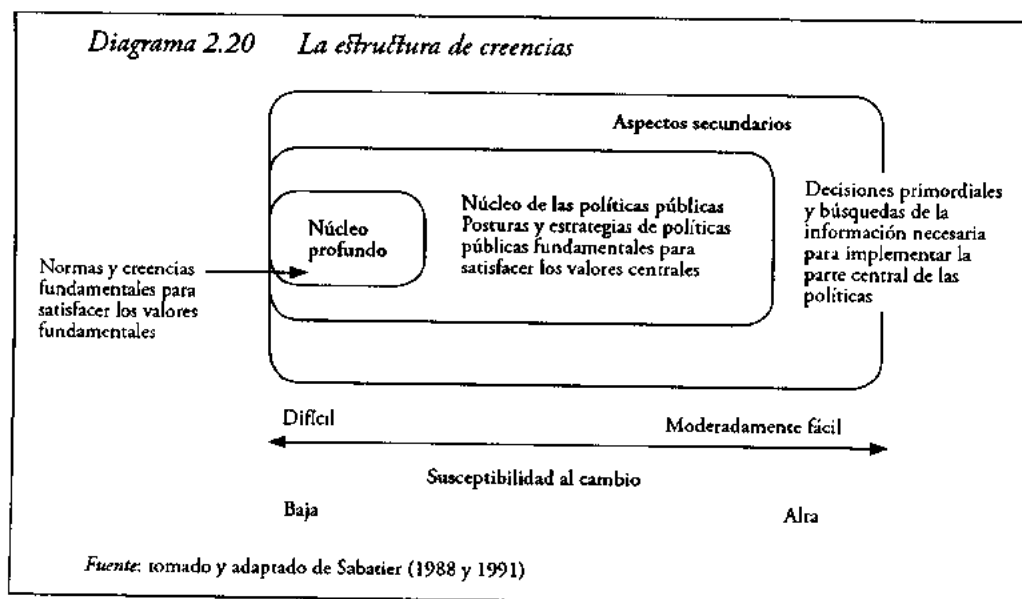 Diagrama 2.20 La estructura de creencias
Aspectos secundarios
Núcleo
profundo
Núcleo de las políticas públicas
Posturas y estrategias de políticas
públicas fundamentales para
satisfacer los valores centrales
Decisiones primordiales
y búsquedas de la
información necesaria
para implementar la
parte central de las
políticas
Normas y creencias
fundamentales para
satisfacer los valores
fundamentales
Difícil
Moderadamente fácil
Susceptibilidad al cambio
Baja
Alta
Fuente: tomado y adaptado de Sabatier (1988 y 1991)